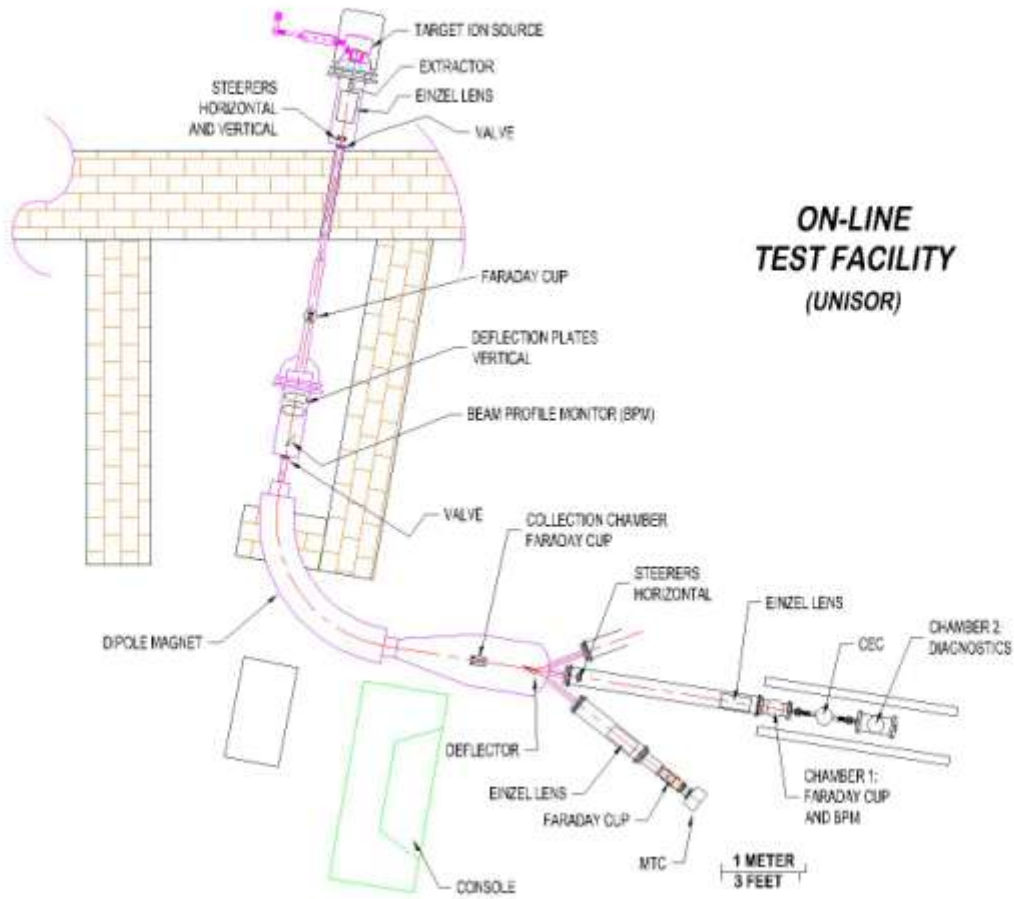 TARGET ION SOURCE
EXTRACTOR
STEERERS
HORIZONTAL
AND VERTICAL
EINZEL LENS
VALVE
ON-LINE
TEST FACILITY
(UNISOR)
FARADAY CUP
DEFLECTION PLATES
VERTICAL
BEAM PROFILE MONITOR (BPM)
VALVE
COLLECTION CHAMBER
FARADAY CUP
STEERERS
HORIZONTAL
EINZEL LENS
CHAMBER 2
DIAGNOSTICS
CEC
DIPOLE MAGNET
DEFLECTOR
EINZEL LENS
FARADAY CUP
MTC
CHAMBER 1:
FARADAY CUP
AND BPM
1 METER
3 FEET
CONSOLE